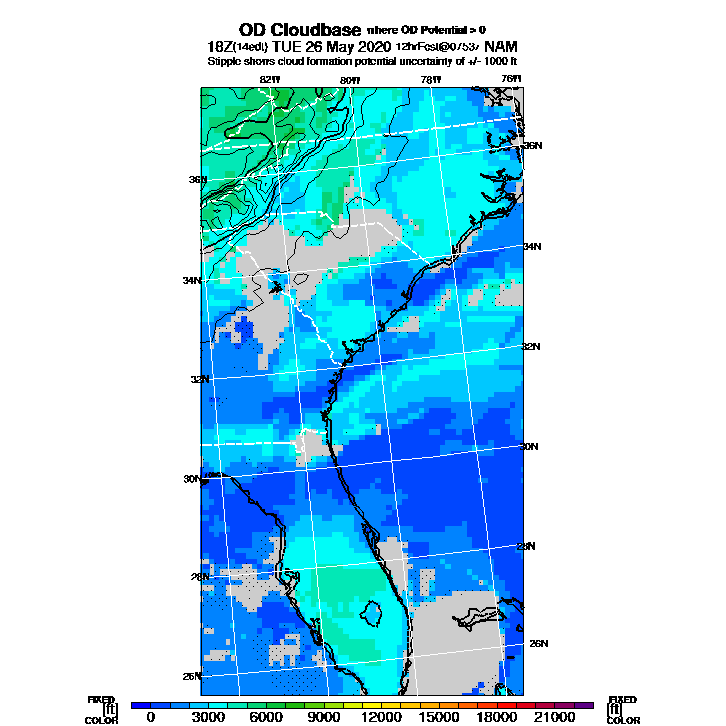 OD Cloudbase where OD Potential > 0
18Z(14edt) TUE 26 May 2020 12hrFcst@0753z NAM
Stipple shows cloud formation potential uncertainty of +/- 1000 ft
82W 80W 78W 76W
36N
36N
34N
34N
32N
32N
30N
30N
28N
28N
26N
26N
FIXED FIXED
[ft] 0 3000 6000 9000 12000 15000 18000 21000 [ft]
COLOR COLOR